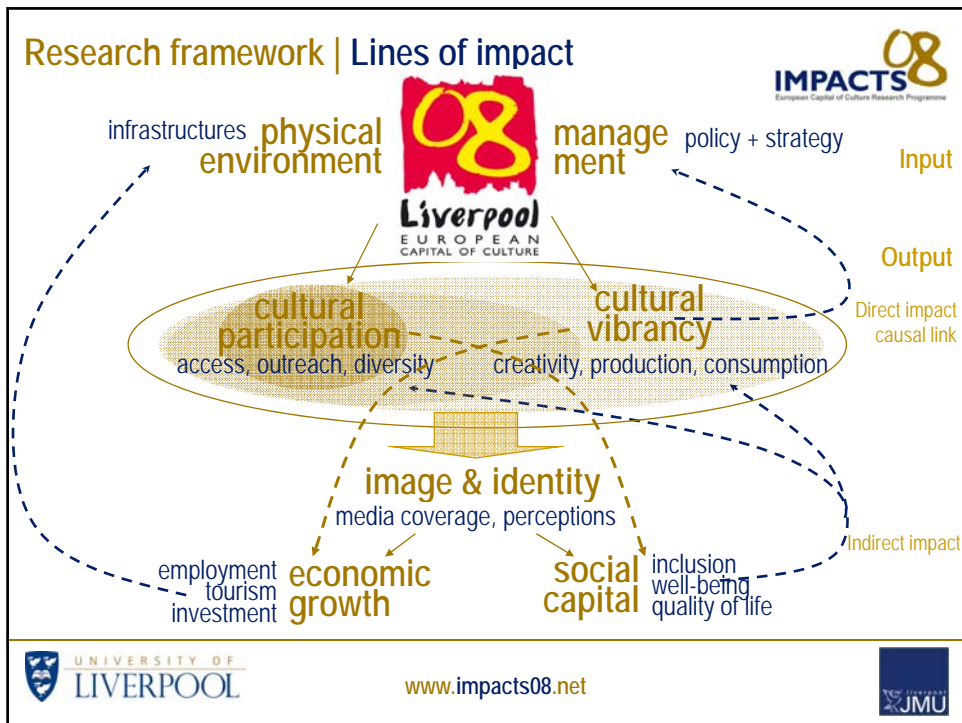 Research framework | Lines of impact
08
IMPACTS
European Capital of Culture Research Programme
infrastructures
physical
environment
08
Liverpool
EUROPEAN
CAPITAL OF CULTURE
manage
ment
policy + strategy
Input
Output
cultural
participation
access, outreach, diversity
cultural
vibrancy
creativity, production, consumption
Direct impact
causal link
image & identity
media coverage, perceptions
Indirect impact
employment
tourism
investment
economic
growth
social
capital
inclusion
well-being
quality of life
UNIVERSITY OF
LIVERPOOL
www.impacts08.net
liverpool
JMU